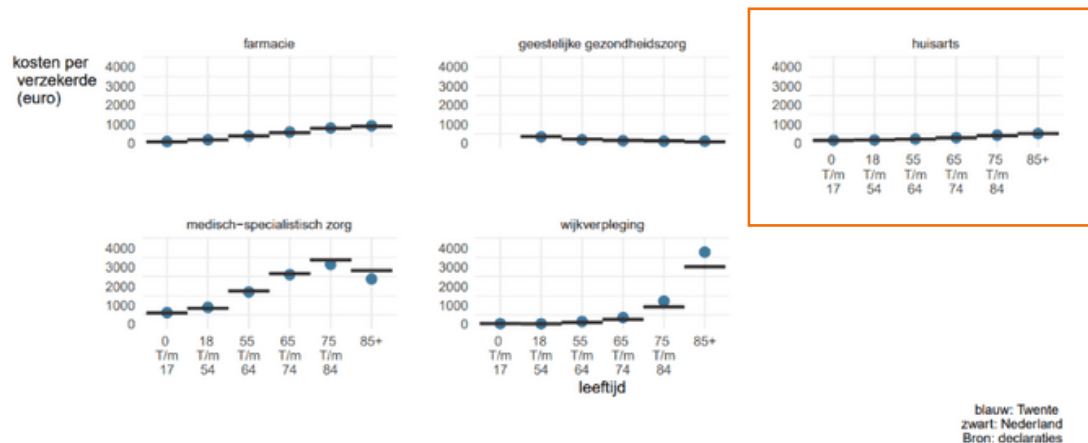 farmacie
geestelijke gezondheidszorg
huisarts
kosten per
verzekerde
(euro)
4000
3000
2000
1000
0
4000
3000
2000
1000
0
4000
3000
2000
1000
0
0 18 55 65 75 85+
T/m T/m T/m T/m T/m
17 54 64 74 84
medisch-specialistisch zorg
wijkverpleging
4000
3000
2000
1000
0
4000
3000
2000
1000
0
0 18 55 65 75 85+
T/m T/m T/m T/m T/m
17 54 64 74 84
0 18 55 65 75 85+
T/m T/m T/m T/m T/m
17 54 64 74 84
leeftijd
blauw: Twente
zwart: Nederland
Bron: declaraties